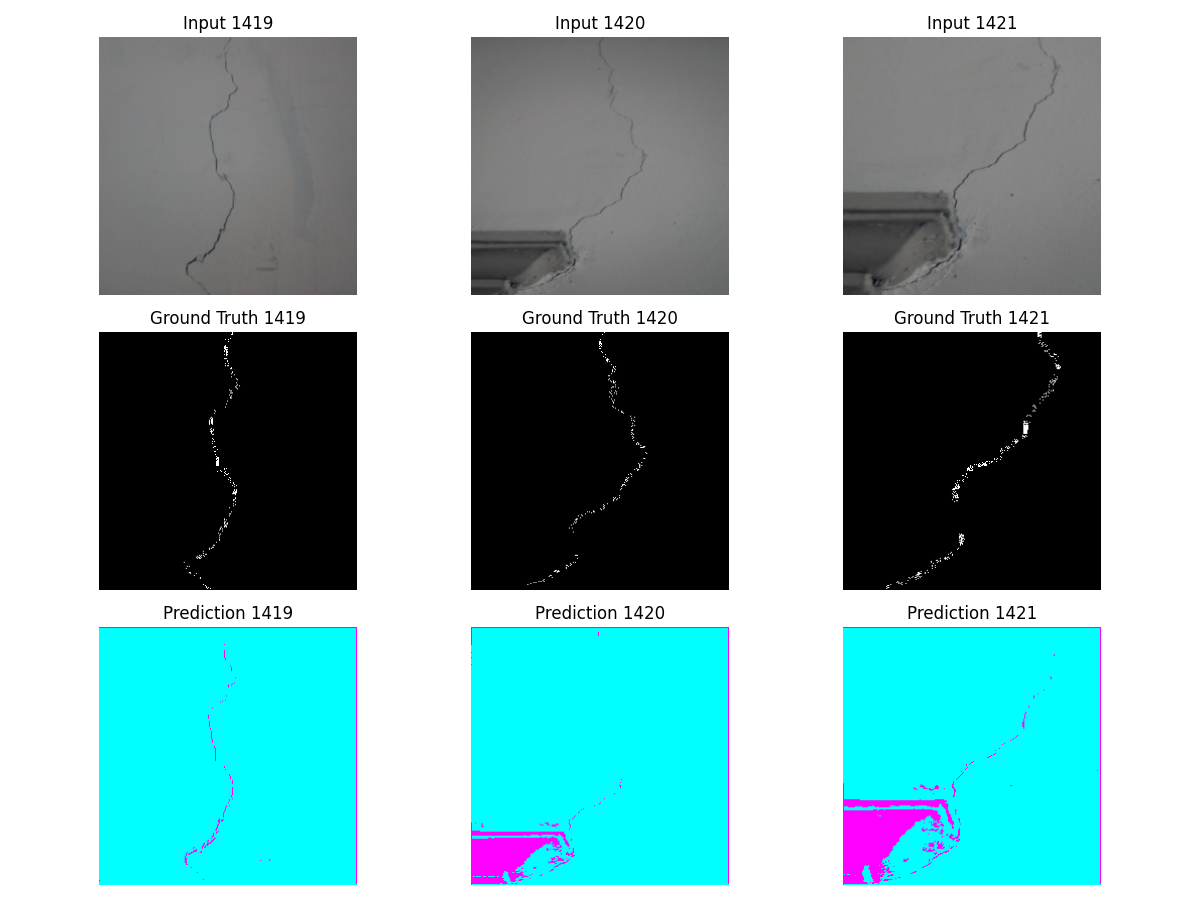 Input 1419
Input 1420
Input 1421
Ground Truth 1419
Ground Truth 1420
Ground Truth 1421
Prediction 1419
Prediction 1420
Prediction 1421